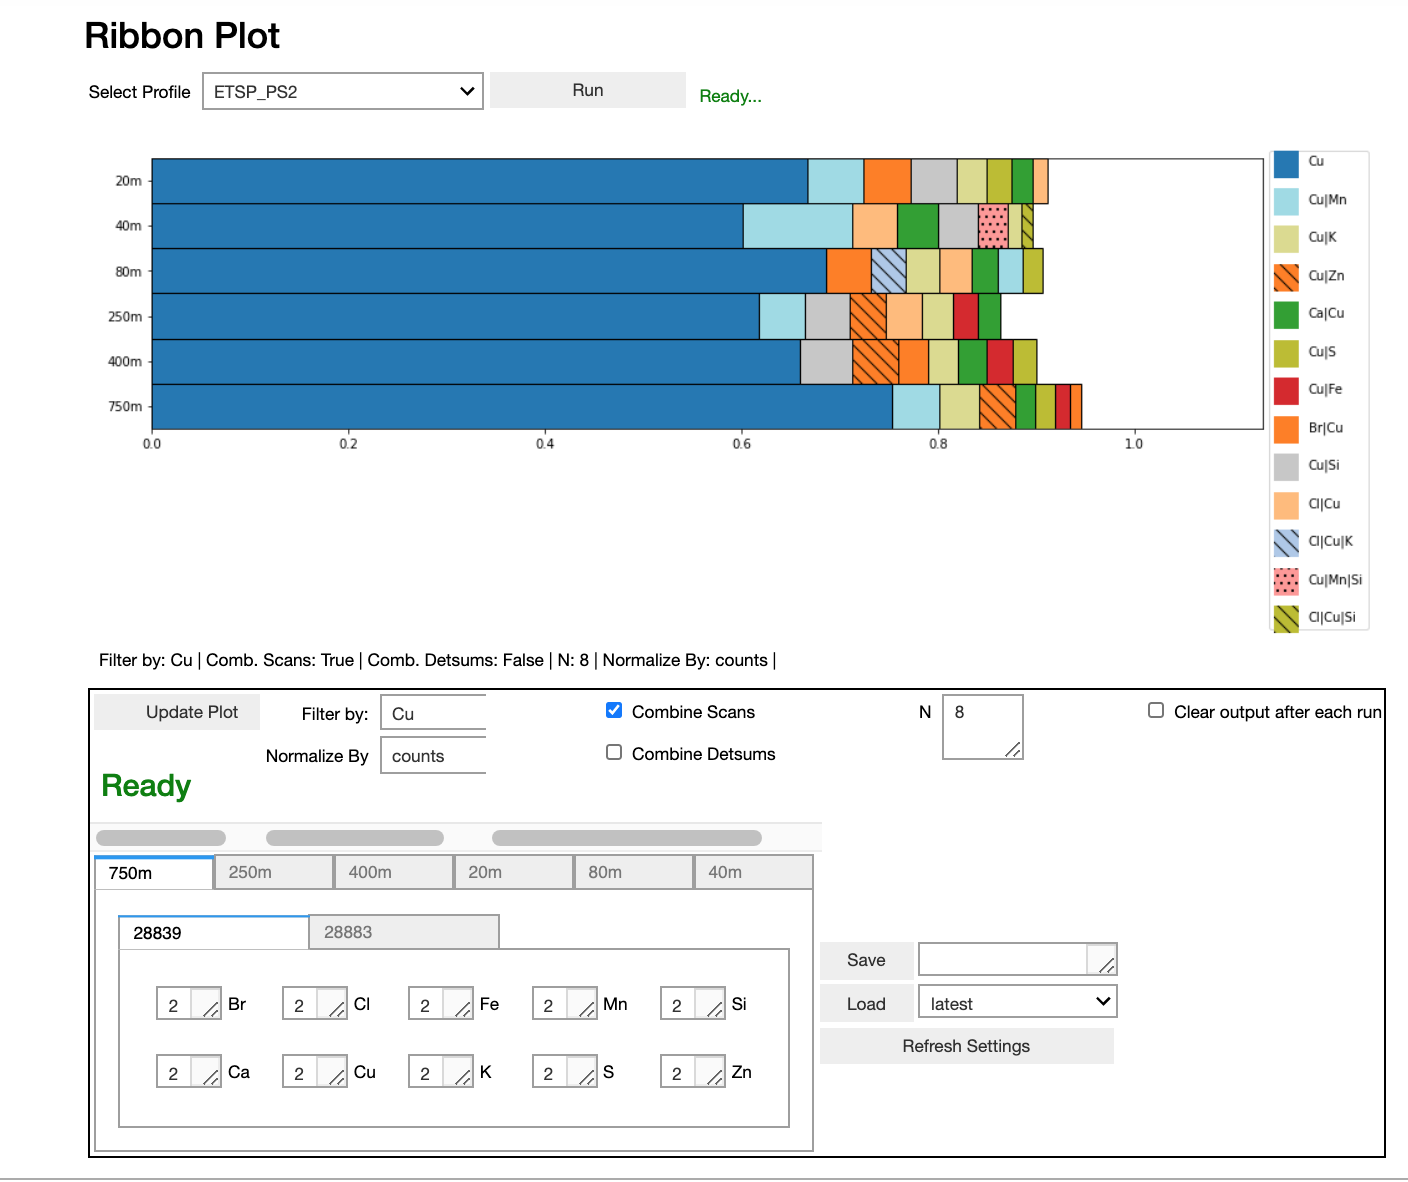 Ribbon Plot
Select Profile ETSP_PS2 Run Ready...
20m
40m
80m
250m
400m
750m
0.0 0.2 0.4 0.6 0.8 1.0
Cu
Cu|Mn
Cu|K
Cu|Zn
Ca|Cu
Cu|S
Cu|Fe
Br|Cu
Cu|Si
Cl|Cu
Cl|Cu|K
Cu|Mn|Si
Cl|Cu|Si
Filter by: Cu | Comb. Scans: True | Comb. Detsums: False | N: 8 | Normalize By: counts |
Update Plot Filter by: Cu Combine Scans N 8 Clear output after each run
Normalize By counts Combine Detsums
Ready
750m 250m 400m 20m 80m 40m
28839 28883
Save
2 Br 2 Cl 2 Fe 2 Mn 2 Si
Load latest
Refresh Settings
2 Ca 2 Cu 2 K 2 S 2 Zn